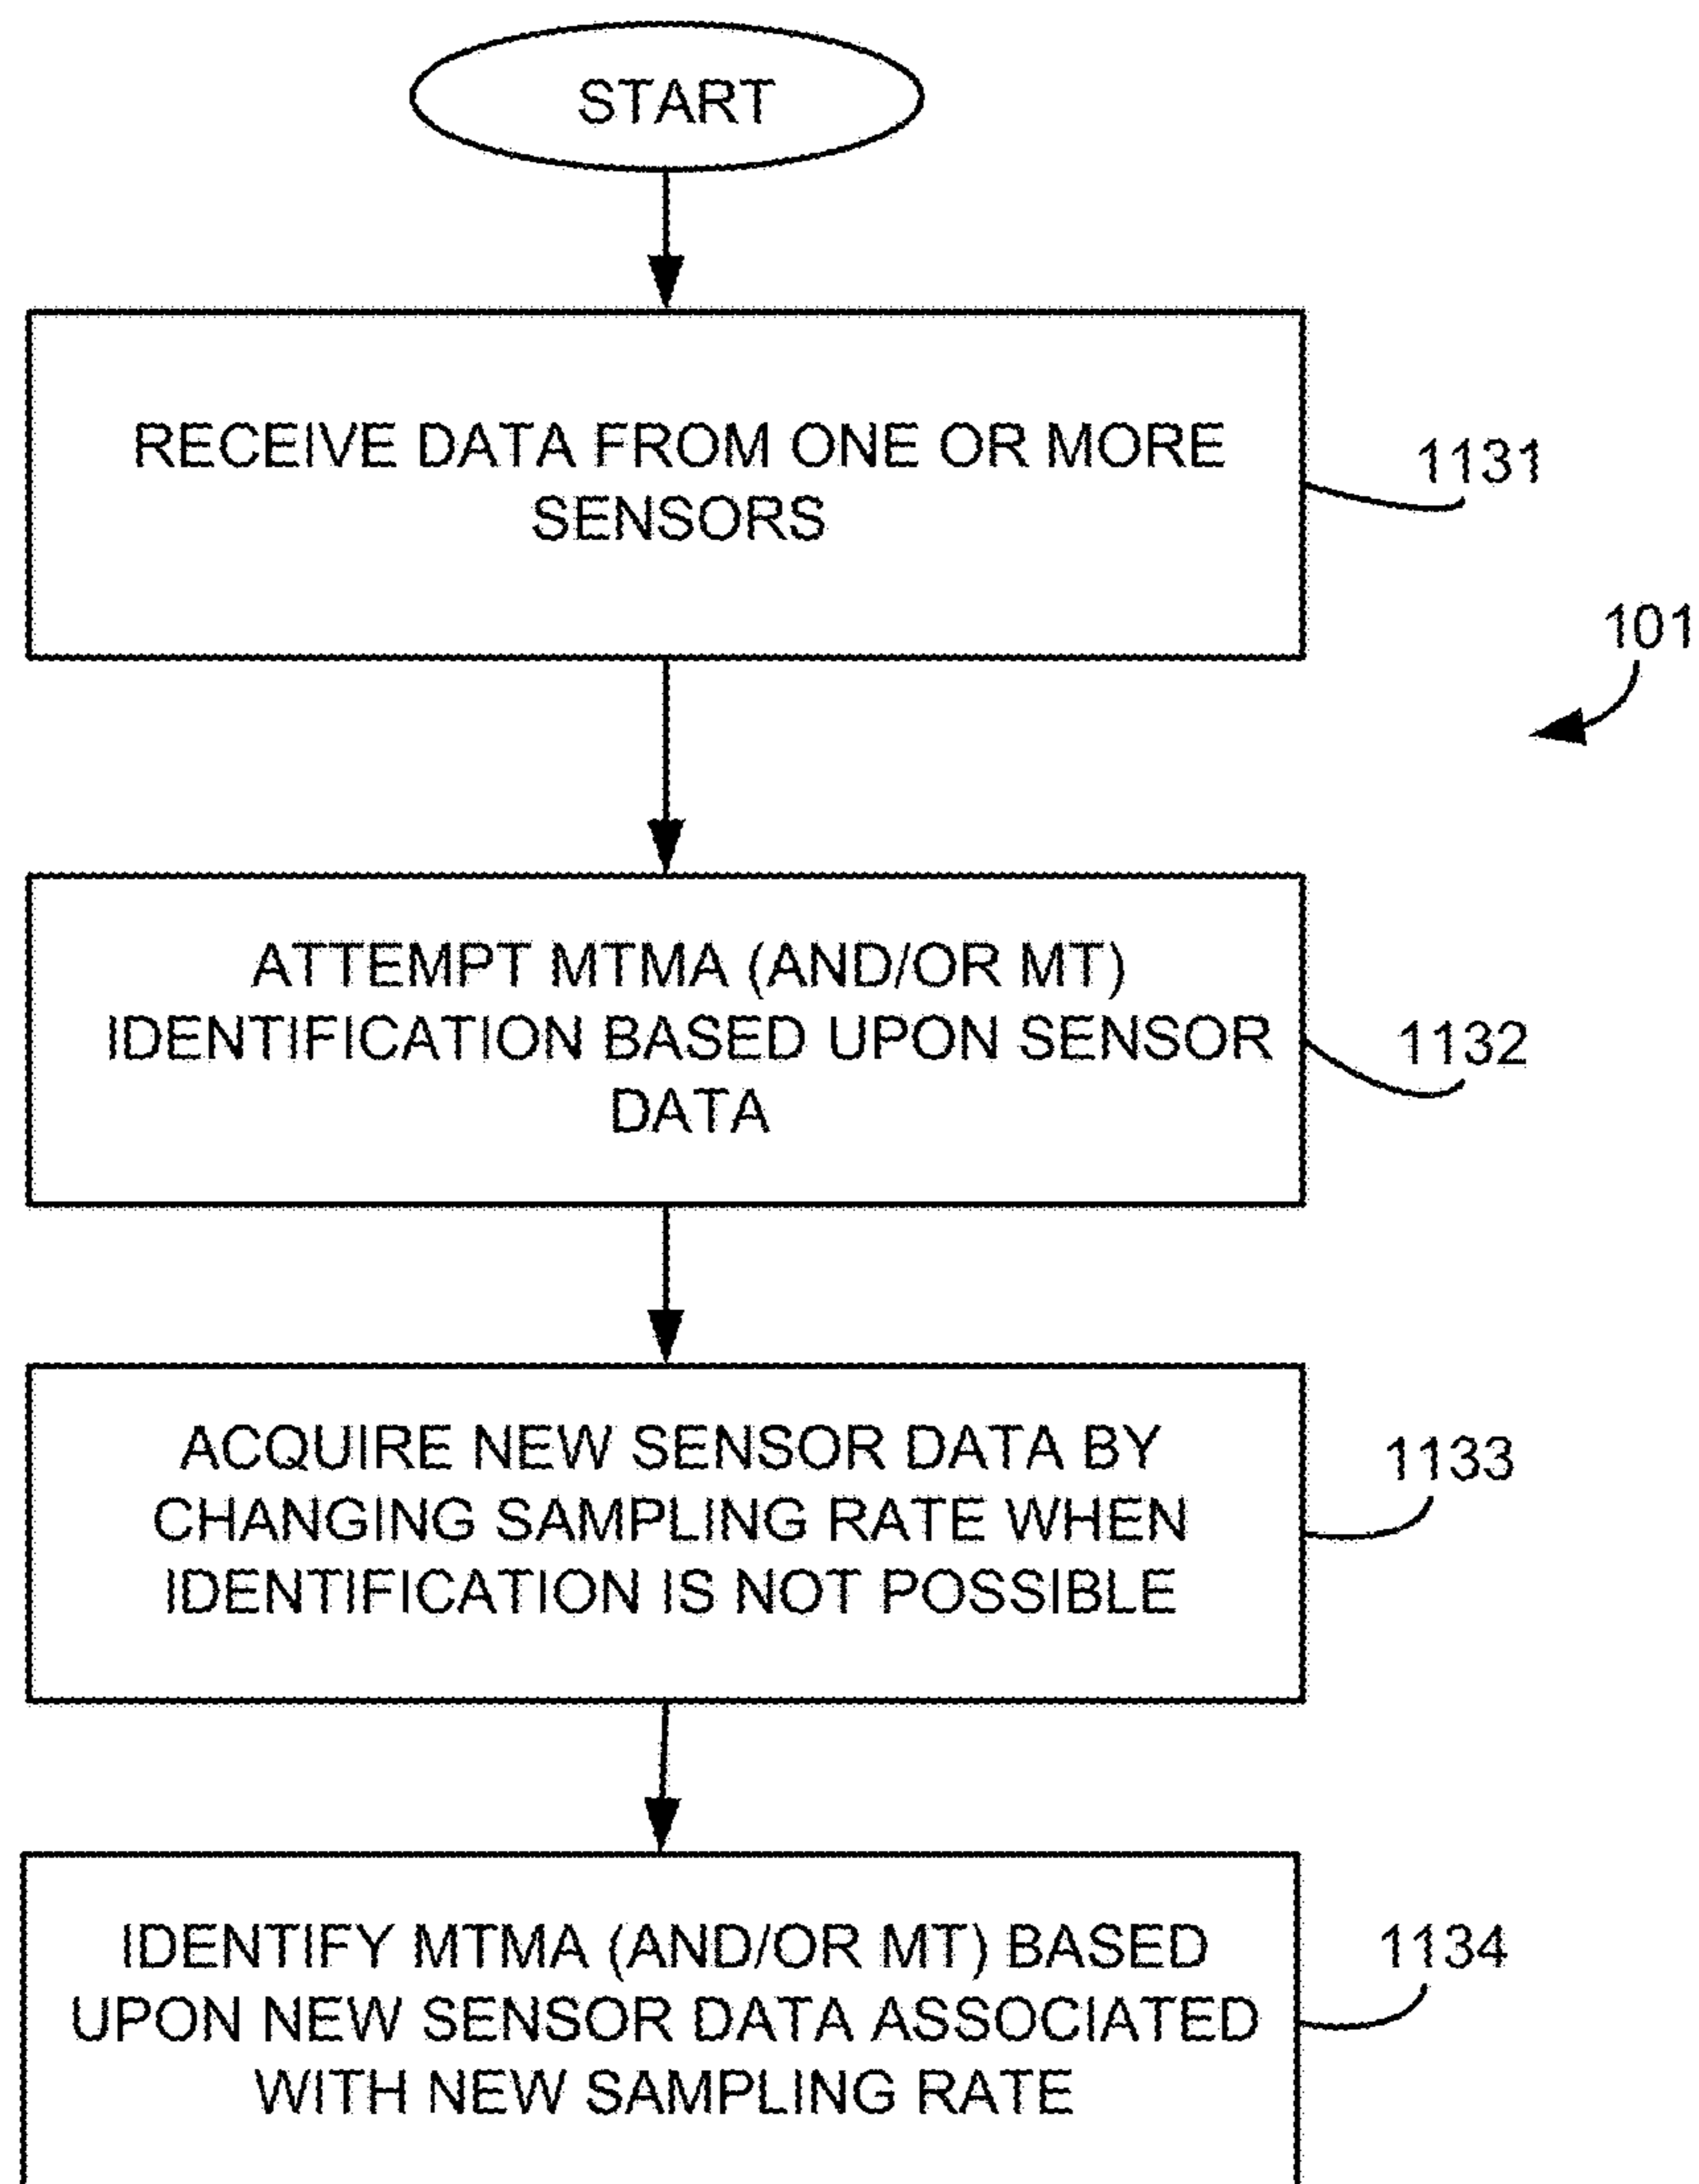 START
RECEIVE DATA FROM ONE OR MORE
SENSORS
1131
101
ATTEMPT MTMA (AND/OR MT)
IDENTIFICATION BASED UPON SENSOR
DATA
1132
ACQUIRE NEW SENSOR DATA BY
CHANGING SAMPLING RATE WHEN
IDENTIFICATION IS NOT POSSIBLE
1133
IDENTIFY MTMA (AND/OR MT) BASED
UPON NEW SENSOR DATA ASSOCIATED
WITH NEW SAMPLING RATE
1134